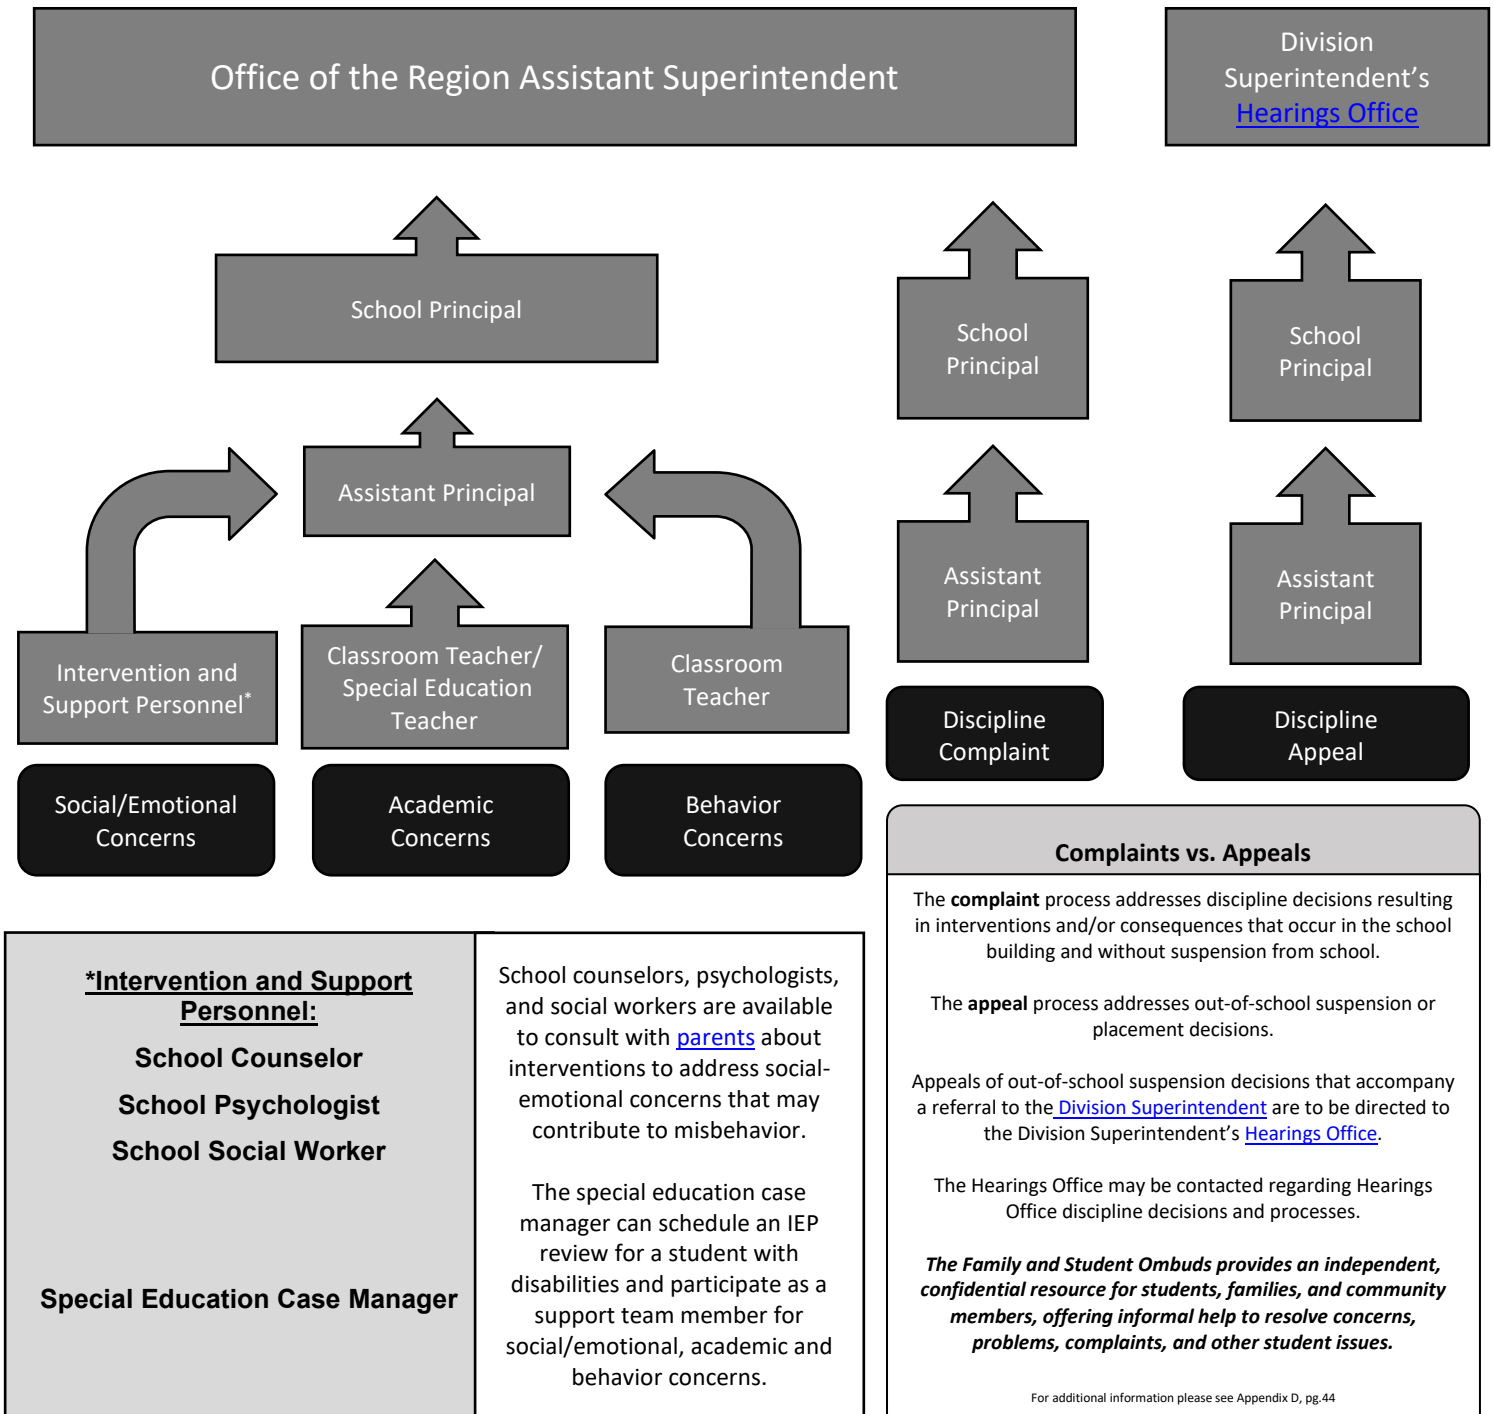 Office of the Region Assistant Superintendent
Division
Superintendent's
Hearings Office
School Principal
Assistant Principal
Intervention and
Support Personnel*
Classroom Teacher/
Special Education
Teacher
Classroom
Teacher
Social/Emotional
Concerns
Academic
Concerns
Behavior
Concerns
School
Principal
Assistant
Principal
Discipline
Complaint
School
Principal
Assistant
Principal
Discipline
Appeal
*Intervention and Support
Personnel:
School Counselor
School Psychologist
School Social Worker
Special Education Case Manager
School counselors, psychologists,
and social workers are available
to consult with parents about
interventions to address social-
emotional concerns that may
contribute to misbehavior.
The special education case
manager can schedule an IEP
review for a student with
disabilities and participate as a
support team member for
social/emotional, academic and
behavior concerns.
Complaints vs. Appeals
The complaint process addresses discipline decisions resulting
in interventions and/or consequences that occur in the school
building and without suspension from school.
The appeal process addresses out-of-school suspension or
placement decisions.
Appeals of out-of-school suspension decisions that accompany
a referral to the Division Superintendent are to be directed to
the Division Superintendent's Hearings Office.
The Hearings Office may be contacted regarding Hearings
Office discipline decisions and processes.
The Family and Student Ombuds provides an independent,
confidential resource for students, families, and community
members, offering informal help to resolve concerns,
problems, complaints, and other student issues.
For additional information please see Appendix D, pg.44